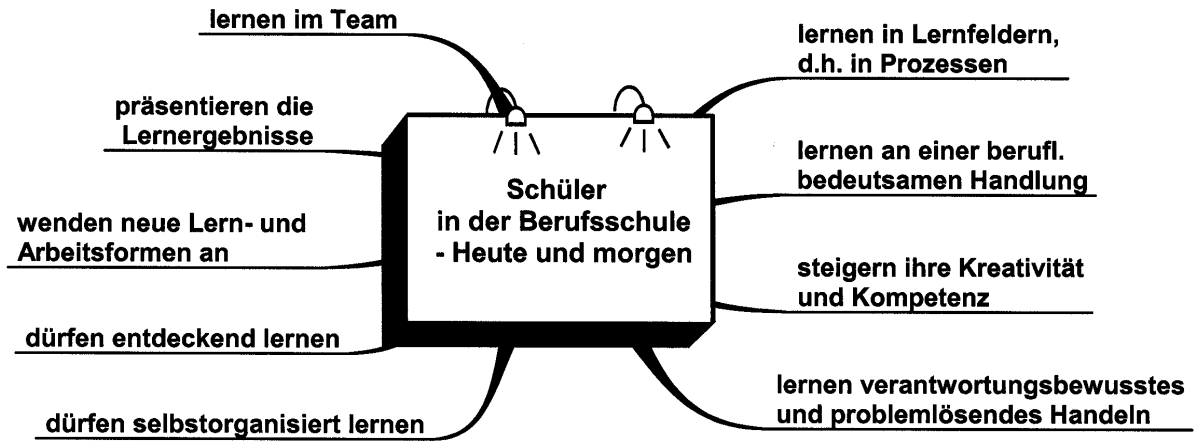 lernen im Team
präsentieren die
Lernergebnisse
wenden neue Lern- und
Arbeitsformen an
dürfen entdeckend lernen
dürfen selbstorganisiert lernen
Schüler
in der Berufsschule
- Heute und morgen
lernen in Lernfeldern,
d.h. in Prozessen
lernen an einer berufl.
bedeutsamen Handlung
steigern ihre Kreativität
und Kompetenz
lernen verantwortungsbewusstes
und problemlösendes Handeln